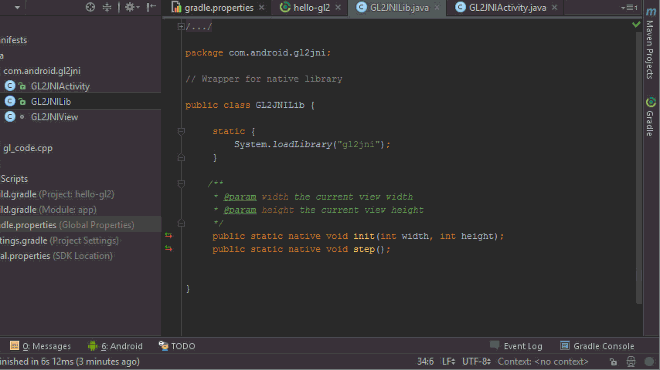 gradle.properties
hello-gl2
GL2JNILib.java
GL2JNIActivity.java
Maven Projects
Gradle
com.android.gl2jni
GL2JNIActivity
GL2JNILib
GL2JNIView
gl_code.cpp
Scripts
ld.gradle (Project: hello-gl2)
ld.gradle (Module: app)
dle.properties (Global Properties)
tings.gradle (Project Settings)
al.properties (SDK Location)
/.../
package com.android.gl2jni;
// Wrapper for native library
public class GL2JNILib {
static {
System.loadLibrary("gl2jni");
}
/**
* @param width the current view width
* @param height the current view height
*/
public static native void init(int width, int height);
public static native void step();
}
0: Messages
6: Android
TODO
Event Log
Gradle Console
inished in 6s 12ms (3 minutes ago)
34:6
LF÷
UTF-8÷
Context: <no context>